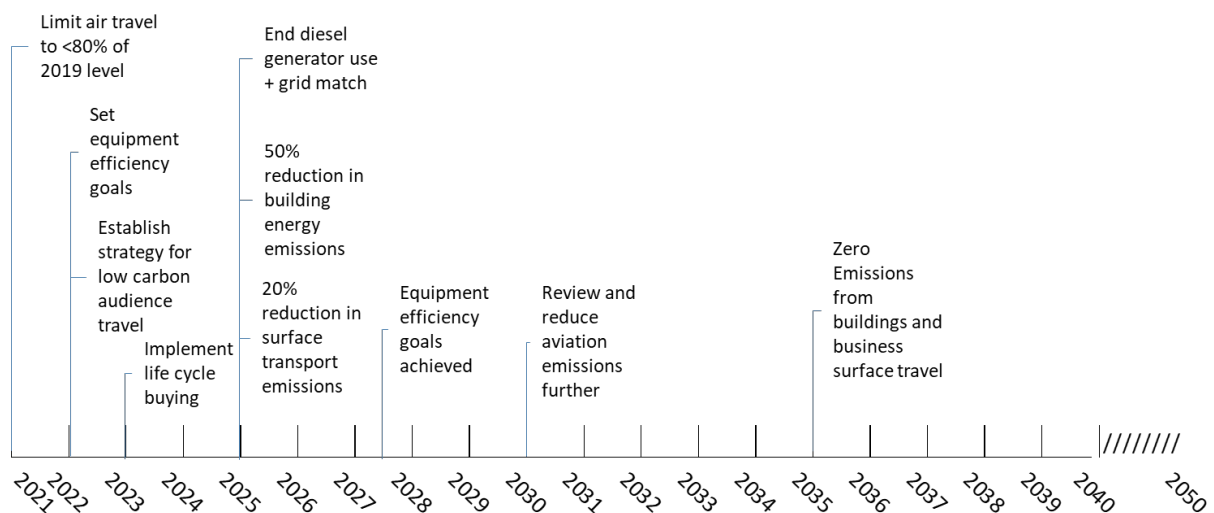 Limit air travel
to <80% of
2019 level
Set
equipment
efficiency
goals
Establish
strategy for
low carbon
audience
travel
Implement
life cycle
buying
End diesel
generator use
+ grid match
50%
reduction in
building
energy
emissions
20%
reduction in
surface
transport
emissions
Equipment
efficiency
goals
achieved
Review and
reduce
aviation
emissions
further
Zero
Emissions
from
buildings and
business
surface travel
////////
2021
2022
2023
2024
2025
2026
2027
2028
2029
2030
2031
2032
2033
2034
2035
2036
2037
2038
2039
2040
2050